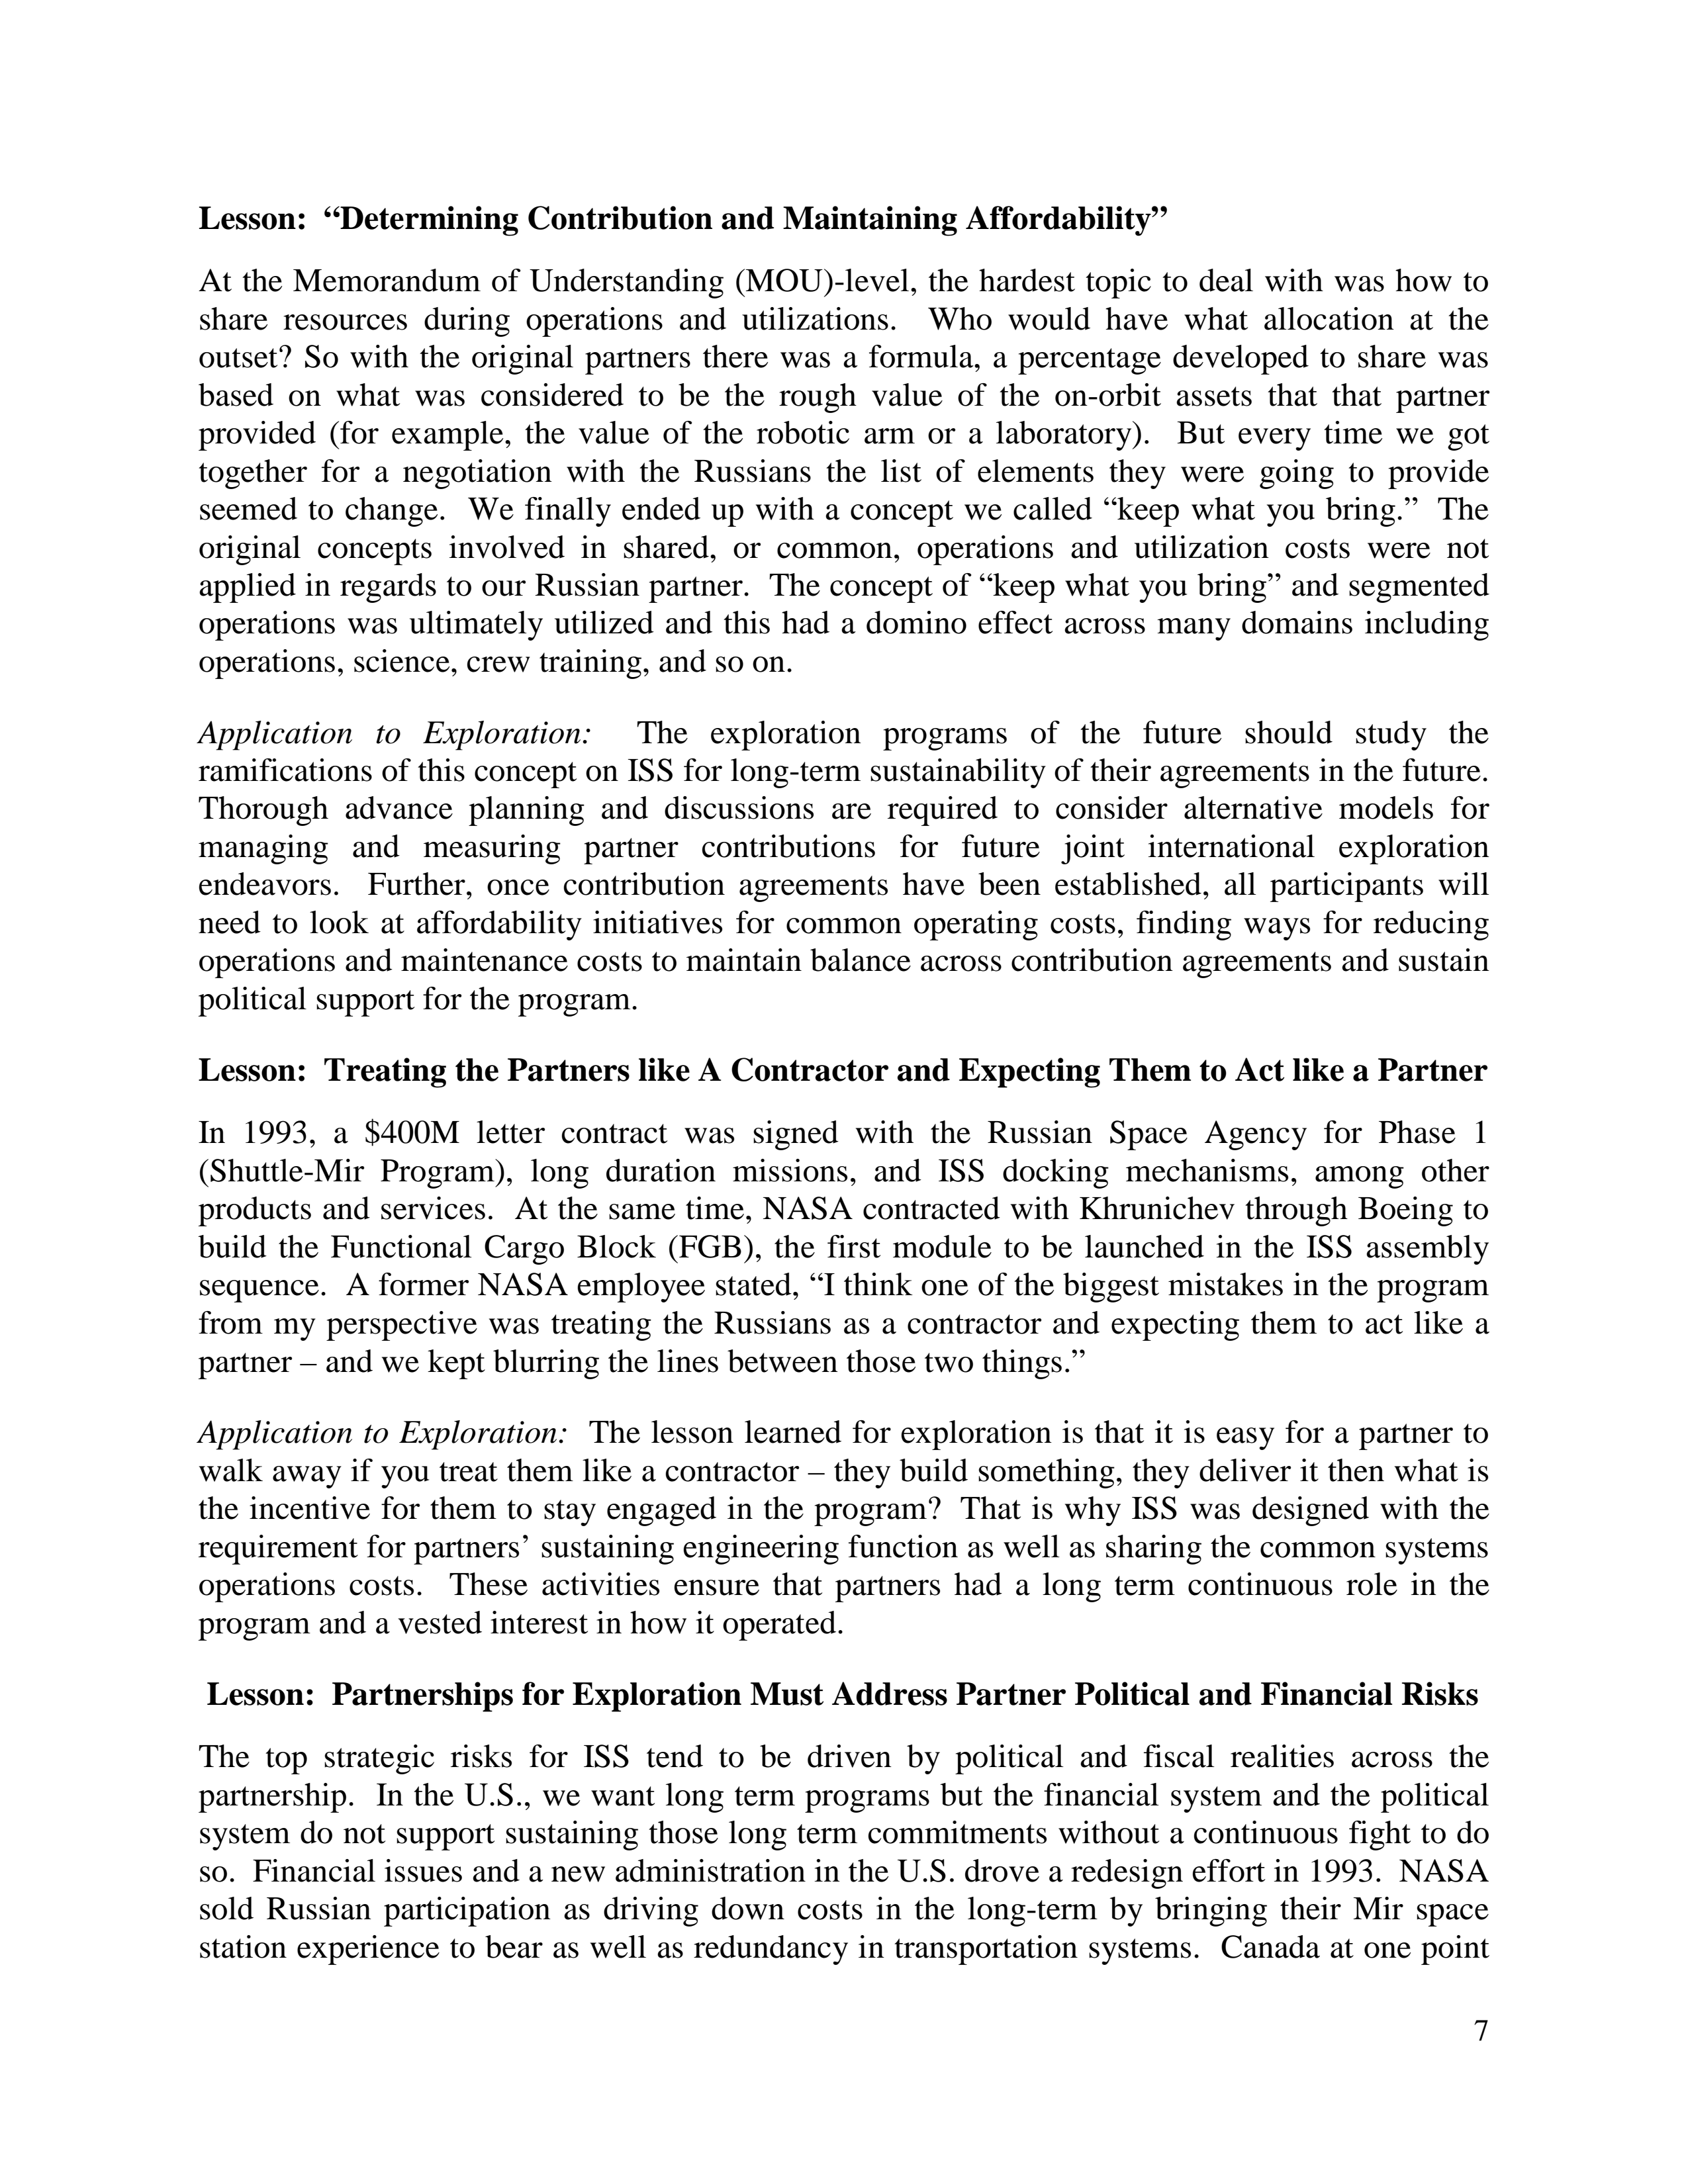 Lesson:  “Determining Contribution and Maintaining Affordability”
At the Memorandum of Understanding (MOU)-level, the hardest topic to deal with was how to
share resources during operations and utilizations.  Who would have what allocation at the
outset? So with the original partners there was a formula, a percentage developed to share was
based on what was considered to be the rough value of the on-orbit assets that that partner
provided (for example, the value of the robotic arm or a laboratory).  But every time we got
together for a negotiation with the Russians the list of elements they were going to provide
seemed to change.  We finally ended up with a concept we called “keep what you bring.”  The
original concepts involved in shared, or common, operations and utilization costs were not
applied in regards to our Russian partner.  The concept of “keep what you bring” and segmented
operations was ultimately utilized and this had a domino effect across many domains including
operations, science, crew training, and so on.
Application to Exploration:  The exploration programs of the future should study the
ramifications of this concept on ISS for long-term sustainability of their agreements in the future.
Thorough advance planning and discussions are required to consider alternative models for
managing and measuring partner contributions for future joint international exploration
endeavors.  Further, once contribution agreements have been established, all participants will
need to look at affordability initiatives for common operating costs, finding ways for reducing
operations and maintenance costs to maintain balance across contribution agreements and sustain
political support for the program.
Lesson:  Treating the Partners like A Contractor and Expecting Them to Act like a Partner
In 1993, a $400M letter contract was signed with the Russian Space Agency for Phase 1
(Shuttle-Mir Program), long duration missions, and ISS docking mechanisms, among other
products and services.  At the same time, NASA contracted with Khrunichev through Boeing to
build the Functional Cargo Block (FGB), the first module to be launched in the ISS assembly
sequence.  A former NASA employee stated, “I think one of the biggest mistakes in the program
from my perspective was treating the Russians as a contractor and expecting them to act like a
partner – and we kept blurring the lines between those two things.”
Application to Exploration:  The lesson learned for exploration is that it is easy for a partner to
walk away if you treat them like a contractor – they build something, they deliver it then what is
the incentive for them to stay engaged in the program?  That is why ISS was designed with the
requirement for partners’ sustaining engineering function as well as sharing the common systems
operations costs.  These activities ensure that partners had a long term continuous role in the
program and a vested interest in how it operated.
Lesson:  Partnerships for Exploration Must Address Partner Political and Financial Risks
The top strategic risks for ISS tend to be driven by political and fiscal realities across the
partnership.  In the U.S., we want long term programs but the financial system and the political
system do not support sustaining those long term commitments without a continuous fight to do
so.  Financial issues and a new administration in the U.S. drove a redesign effort in 1993.  NASA
sold Russian participation as driving down costs in the long-term by bringing their Mir space
station experience to bear as well as redundancy in transportation systems.  Canada at one point
7